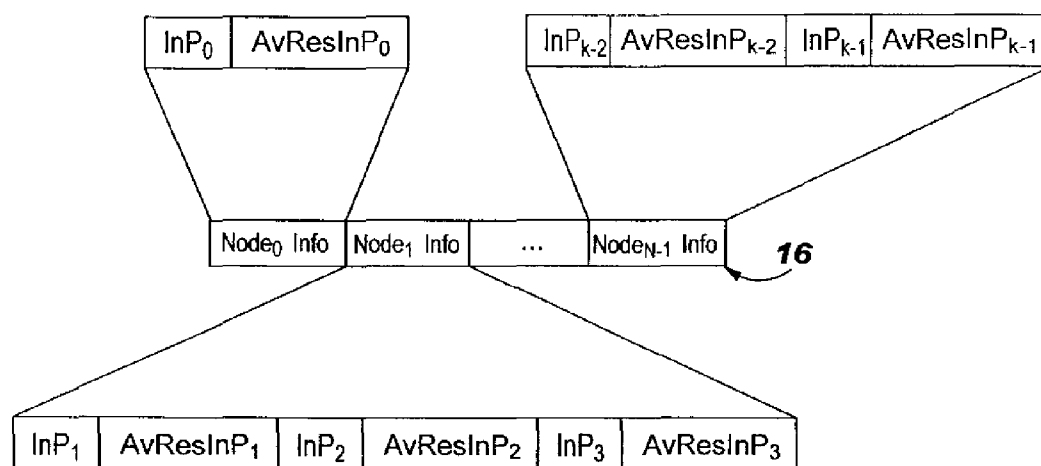 InP₀ AvResInP₀ InPₖ₋₂ AvResInPₖ₋₂ InPₖ₋₁ AvResInPₖ₋₁
Node₀ Info Node₁ Info ... Node_N-1 Info 16
InP₁ AvResInP₁ InP₂ AvResInP₂ InP₃ AvResInP₃